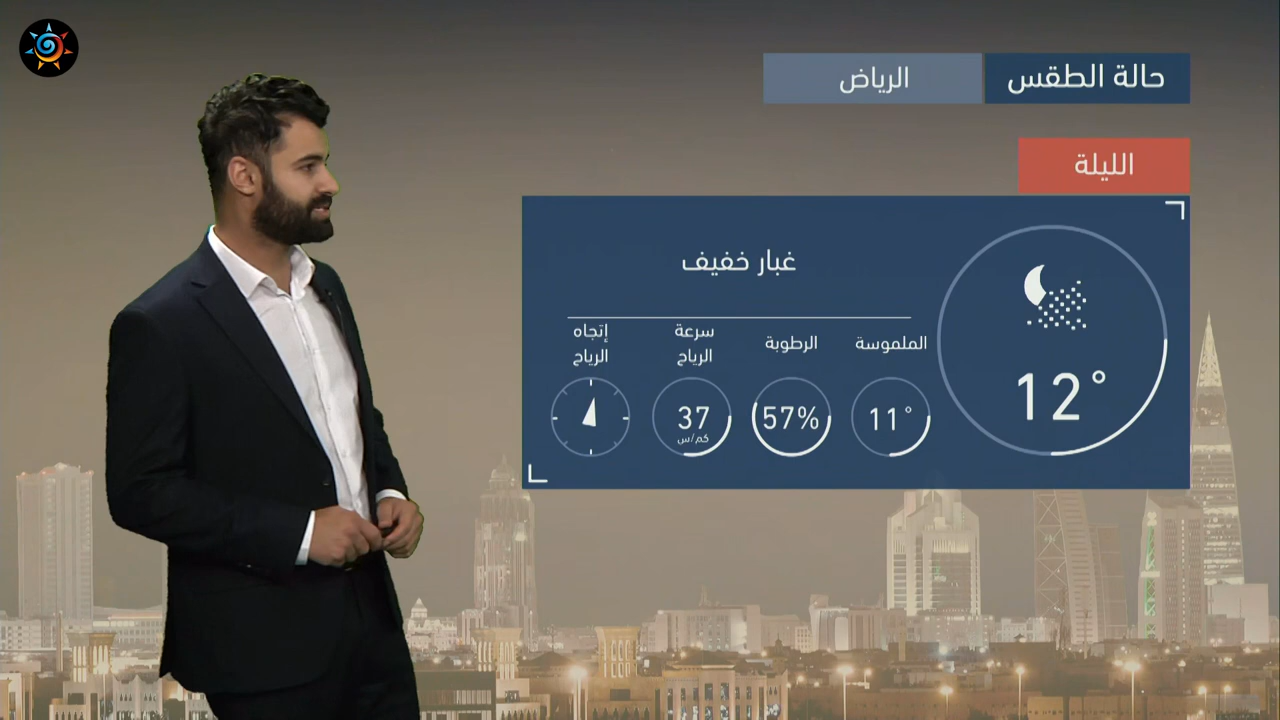 حالة الطقس
الرياض
الليلة
غبار خفيف
12°
الملموسة
11°
الرطوبة
57%
سرعة
الرياح
37
كم/س
إتجاه
الرياح